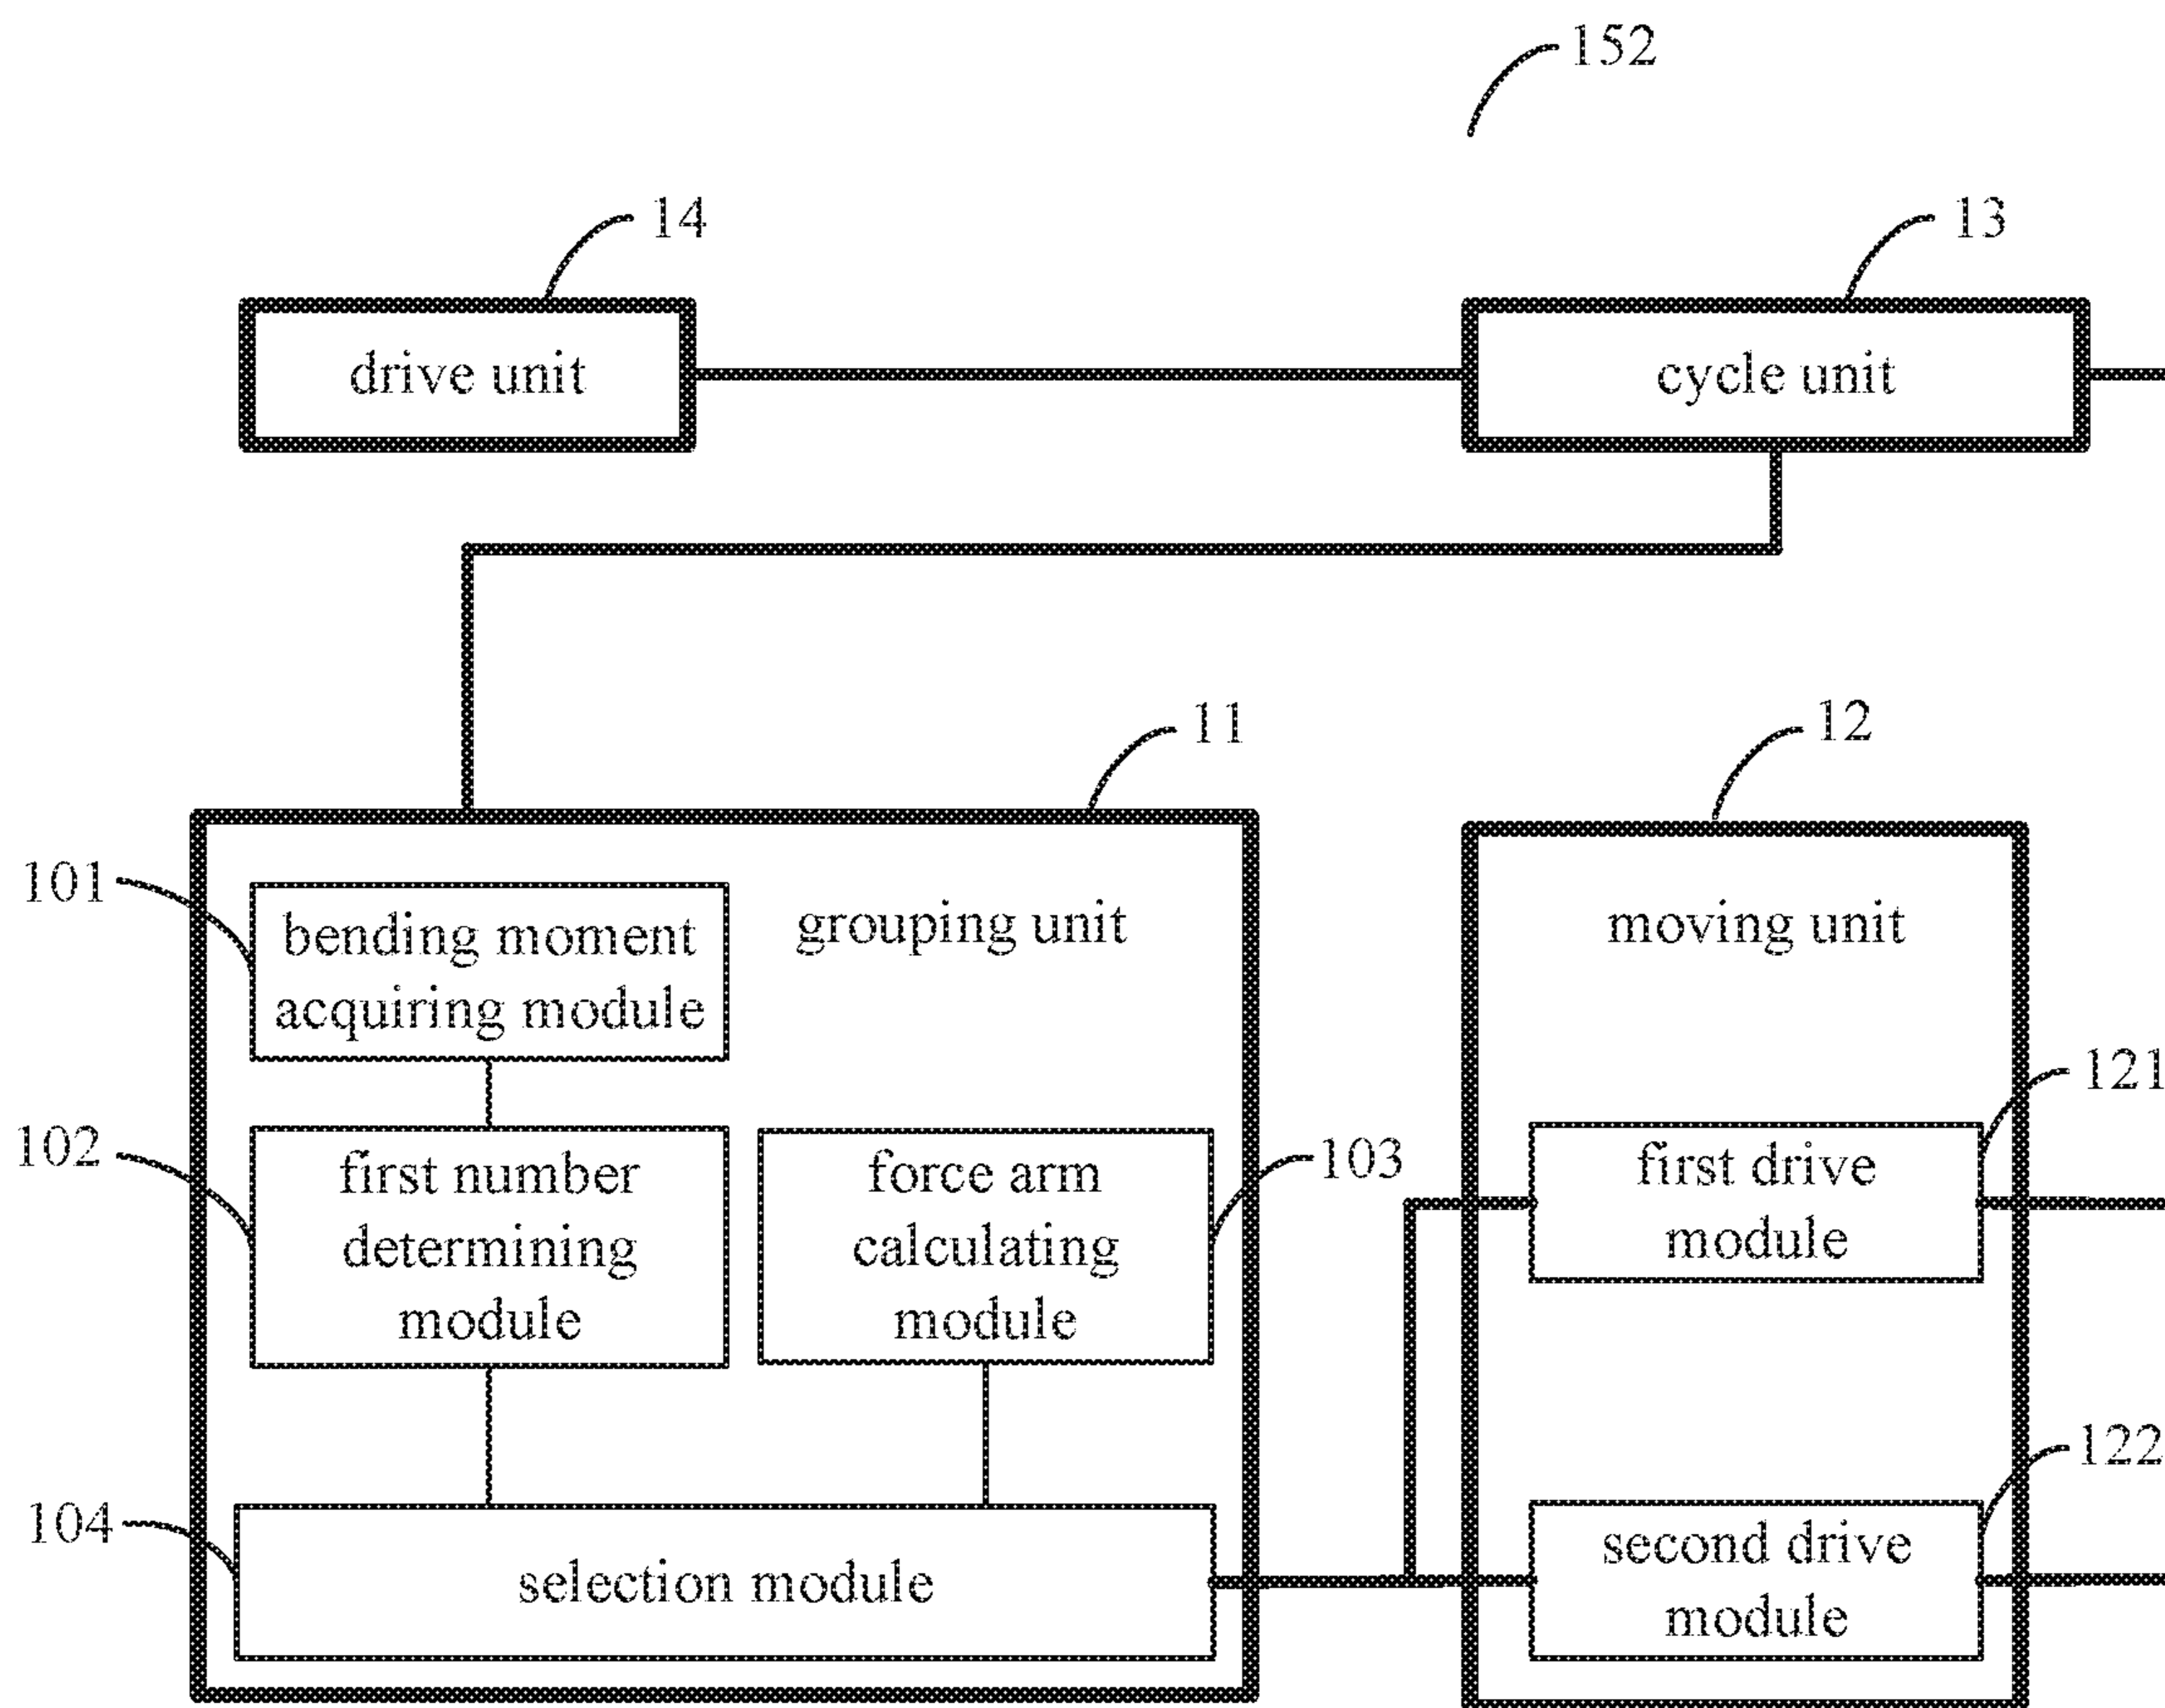 152
14
13
drive unit
cycle unit
11
12
101
bending moment
acquiring module
grouping unit
moving unit
121
102
first number
determining
module
force arm
calculating
module
103
first drive
module
122
104
selection module
second drive
module